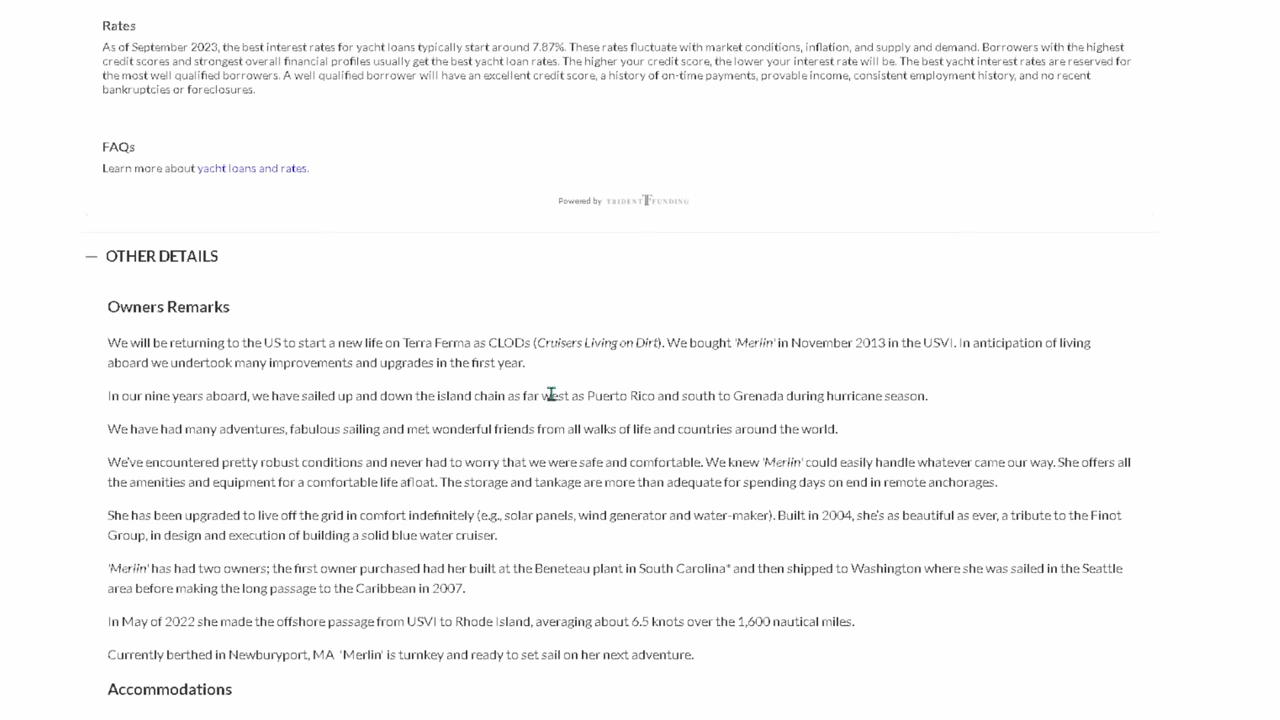 Rates
As of September 2023, the best interest rates for yacht loans typically start around 7.87%. These rates fluctuate with market conditions, inflation, and supply and demand. Borrowers with the highest
credit scores and strongest overall financial profiles usually get the best yacht loan rates. The higher your credit score, the lower your interest rate will be. The best yacht interest rates are reserved for
the most well qualified borrowers. A well qualified borrower will have an excellent credit score, a history of on-time payments, provable income, consistent employment history, and no recent
bankruptcies or foreclosures.
FAQs
Learn more about yacht loans and rates.
Powered by TRIDENT FUNDING
— OTHER DETAILS
Owners Remarks
We will be returning to the US to start a new life on Terra Ferma as CLODs (Cruisers Living on Dirt). We bought 'Merlin' in November 2013 in the USVI. In anticipation of living
aboard we undertook many improvements and upgrades in the first year.
In our nine years aboard, we have sailed up and down the island chain as far west as Puerto Rico and south to Grenada during hurricane season.
We have had many adventures, fabulous sailing and met wonderful friends from all walks of life and countries around the world.
We've encountered pretty robust conditions and never had to worry that we were safe and comfortable. We knew 'Merlin' could easily handle whatever came our way. She offers all
the amenities and equipment for a comfortable life afloat. The storage and tankage are more than adequate for spending days on end in remote anchorages.
She has been upgraded to live off the grid in comfort indefinitely (e.g., solar panels, wind generator and water-maker). Built in 2004, she's as beautiful as ever, a tribute to the Finot
Group, in design and execution of building a solid blue water cruiser.
'Merlin' has had two owners; the first owner purchased had her built at the Beneteau plant in South Carolina* and then shipped to Washington where she was sailed in the Seattle
area before making the long passage to the Caribbean in 2007.
In May of 2022 she made the offshore passage from USVI to Rhode Island, averaging about 6.5 knots over the 1,600 nautical miles.
Currently berthed in Newburyport, MA 'Merlin' is turnkey and ready to set sail on her next adventure.
Accommodations